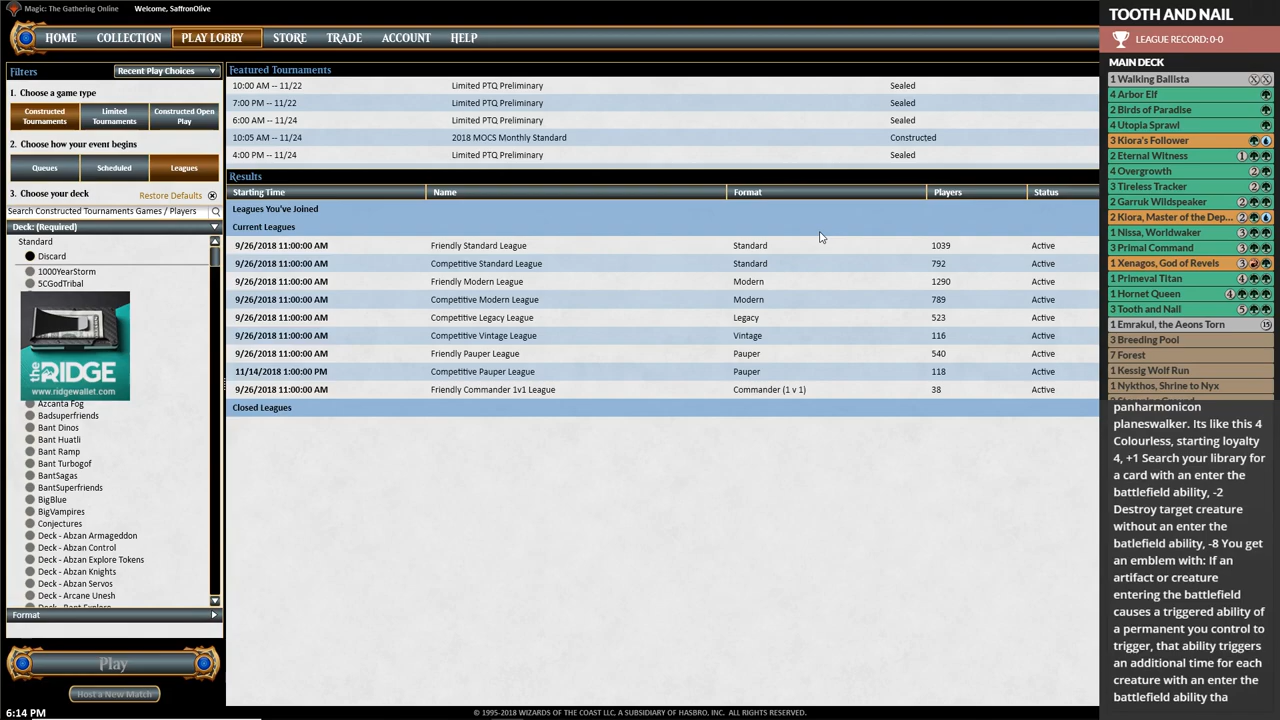 Magic: The Gathering Online
Welcome, SaffronOlive
HOME
COLLECTION
PLAY LOBBY
STORE
TRADE
ACCOUNT
HELP
Filters
Recent Play Choices
1. Choose a game type
Constructed Tournaments
Limited Tournaments
Constructed Open Play
2. Choose how your event begins
Queues
Scheduled
Leagues
3. Choose your deck
Restore Defaults
Search Constructed Tournaments Games / Players
Deck: (Required)
Standard
Discard
1000YearStorm
5CGodTribal
THE RIDGE
www.ridgewallet.com
Azcanta Fog
Badsuperfriends
Bant Dinos
Bant Huatli
Bant Ramp
Bant Turbogof
BantSagas
BantSuperfriends
BigBlue
BigVampires
Conjectures
Deck - Abzan Armageddon
Deck - Abzan Control
Deck - Abzan Explore Tokens
Deck - Abzan Knights
Deck - Abzan Servos
Deck - Arcane Unesh
Format
Play
Host a New Match
6:14 PM
Featured Tournaments
10:00 AM -- 11/22 Limited PTQ Preliminary Sealed
7:00 PM -- 11/22 Limited PTQ Preliminary Sealed
6:00 AM -- 11/24 Limited PTQ Preliminary Sealed
10:05 AM -- 11/24 2018 MOCS Monthly Standard Constructed
4:00 PM -- 11/24 Limited PTQ Preliminary Sealed
Results
Starting Time Name Format Players Status
Leagues You've Joined
Current Leagues
9/26/2018 11:00:00 AM Friendly Standard League Standard 1039 Active
9/26/2018 11:00:00 AM Competitive Standard League Standard 792 Active
9/26/2018 11:00:00 AM Friendly Modern League Modern 1290 Active
9/26/2018 11:00:00 AM Competitive Modern League Modern 789 Active
9/26/2018 11:00:00 AM Competitive Legacy League Legacy 523 Active
9/26/2018 11:00:00 AM Competitive Vintage League Vintage 116 Active
9/26/2018 11:00:00 AM Friendly Pauper League Pauper 540 Active
11/14/2018 1:00:00 PM Competitive Pauper League Pauper 118 Active
9/26/2018 11:00:00 AM Friendly Commander 1v1 League Commander (1 v 1) 38 Active
Closed Leagues
© 1995-2018 WIZARDS OF THE COAST LLC, A SUBSIDIARY OF HASBRO, INC. ALL RIGHTS RESERVED.
TOOTH AND NAIL
LEAGUE RECORD: 0-0
MAIN DECK
1 Walking Ballista X X
4 Arbor Elf
2 Birds of Paradise
4 Utopia Sprawl
3 Kiora's Follower
2 Eternal Witness 1
4 Overgrowth 2
3 Tireless Tracker 2
2 Garruk Wildspeaker 2
2 Kiora, Master of the Dep... 2
1 Nissa, Worldwaker 3
3 Primal Command 3
1 Xenagos, God of Revels 3
1 Primeval Titan 4
1 Hornet Queen 4
3 Tooth and Nail 5
1 Emrakul, the Aeons Torn 15
3 Breeding Pool
7 Forest
1 Kessig Wolf Run
1 Nykthos, Shrine to Nyx
panharmonicon
planeswalker. Its like this 4
Colourless, starting loyalty
4, +1 Search your library for
a card with an enter the
battlefield ability, -2
Destroy target creature
without an enter the
batlefield ability, -8 You get
an emblem with: If an
artifact or creature
entering the battlefield
causes a triggered ability of
a permanent you control to
trigger, that ability triggers
an additional time for each
creature with an enter the
battlefield ability tha